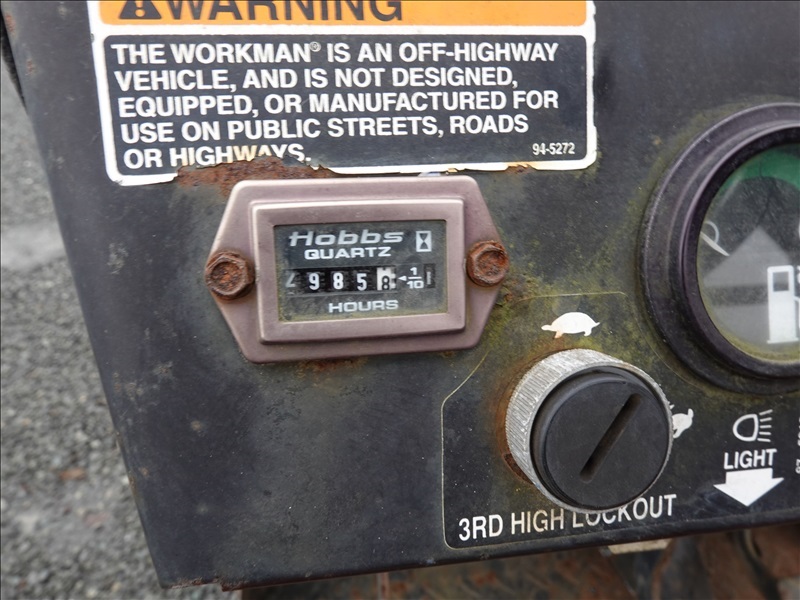 WARNING
THE WORKMAN® IS AN OFF-HIGHWAY
VEHICLE, AND IS NOT DESIGNED,
EQUIPPED, OR MANUFACTURED FOR
USE ON PUBLIC STREETS, ROADS
OR HIGHWAYS.
94-5272
Hobbs
QUARTZ
9858 1/10
HOURS
LIGHT
3RD HIGH LOCKOUT